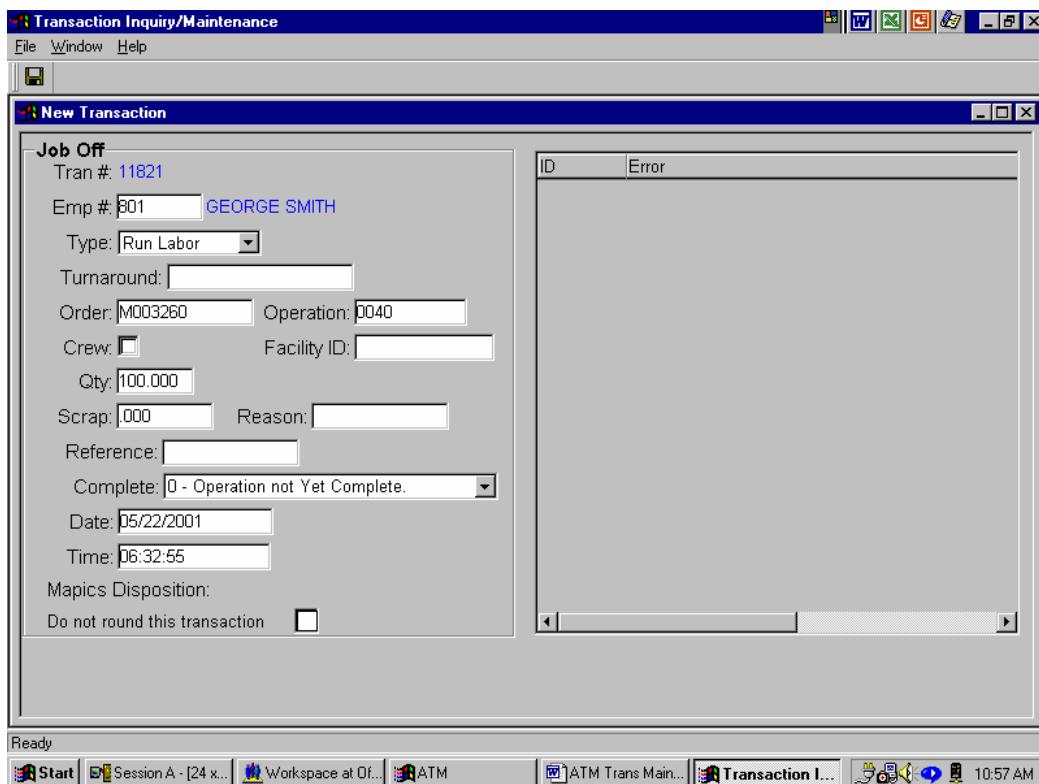 Transaction Inquiry/Maintenance
File Window Help
New Transaction
Job Off
Tran #: 11821
Emp #: 801 GEORGE SMITH
Type: Run Labor
Turnaround:
Order: M003260 Operation: 0040
Crew: Facility ID:
Qty: 100.000
Scrap: .000 Reason:
Reference:
Complete: 0 - Operation not Yet Complete.
Date: 05/22/2001
Time: 06:32:55
Mapics Disposition:
Do not round this transaction
ID Error
Ready
Start Session A - [24 x... Workspace at Of... ATM ATM Trans Main... Transaction I... 10:57 AM